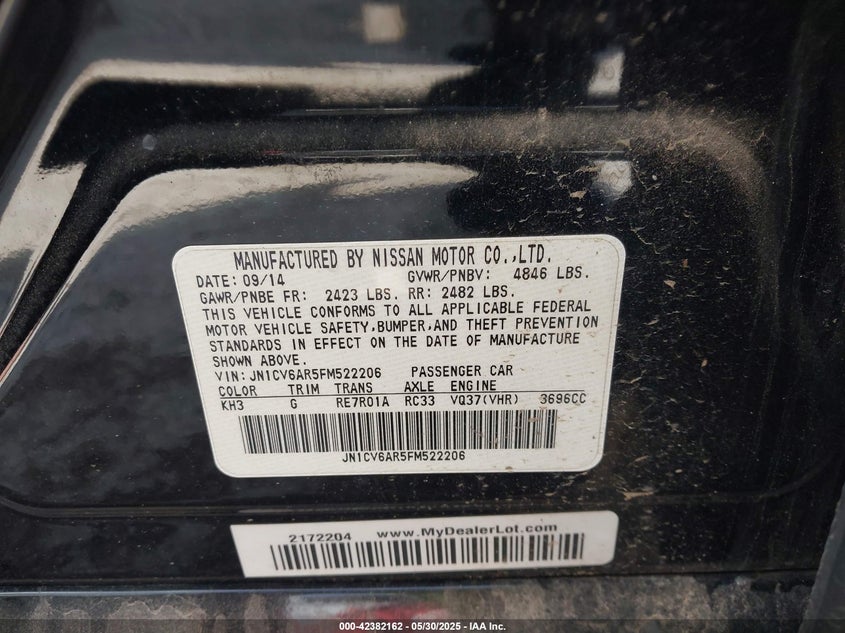 MANUFACTURED BY NISSAN MOTOR CO.,LTD.
DATE: 09/14 GVWR/PNBV: 4846 LBS.
GAWR/PNBE FR: 2423 LBS. RR: 2482 LBS.
THIS VEHICLE CONFORMS TO ALL APPLICABLE FEDERAL
MOTOR VEHICLE SAFETY,BUMPER,AND THEFT PREVENTION
STANDARDS IN EFFECT ON THE DATE OF MANUFACTURE
SHOWN ABOVE.
VIN: JN1CV6AR5FM522206 PASSENGER CAR
COLOR TRIM TRANS AXLE ENGINE
KH3 G RE7R01A RC33 VQ37(VHR) 3696CC
JN1CV6AR5FM522206
2172204 www.MyDealerLot.com
000-42382162 - 05/30/2025 - IAA Inc.